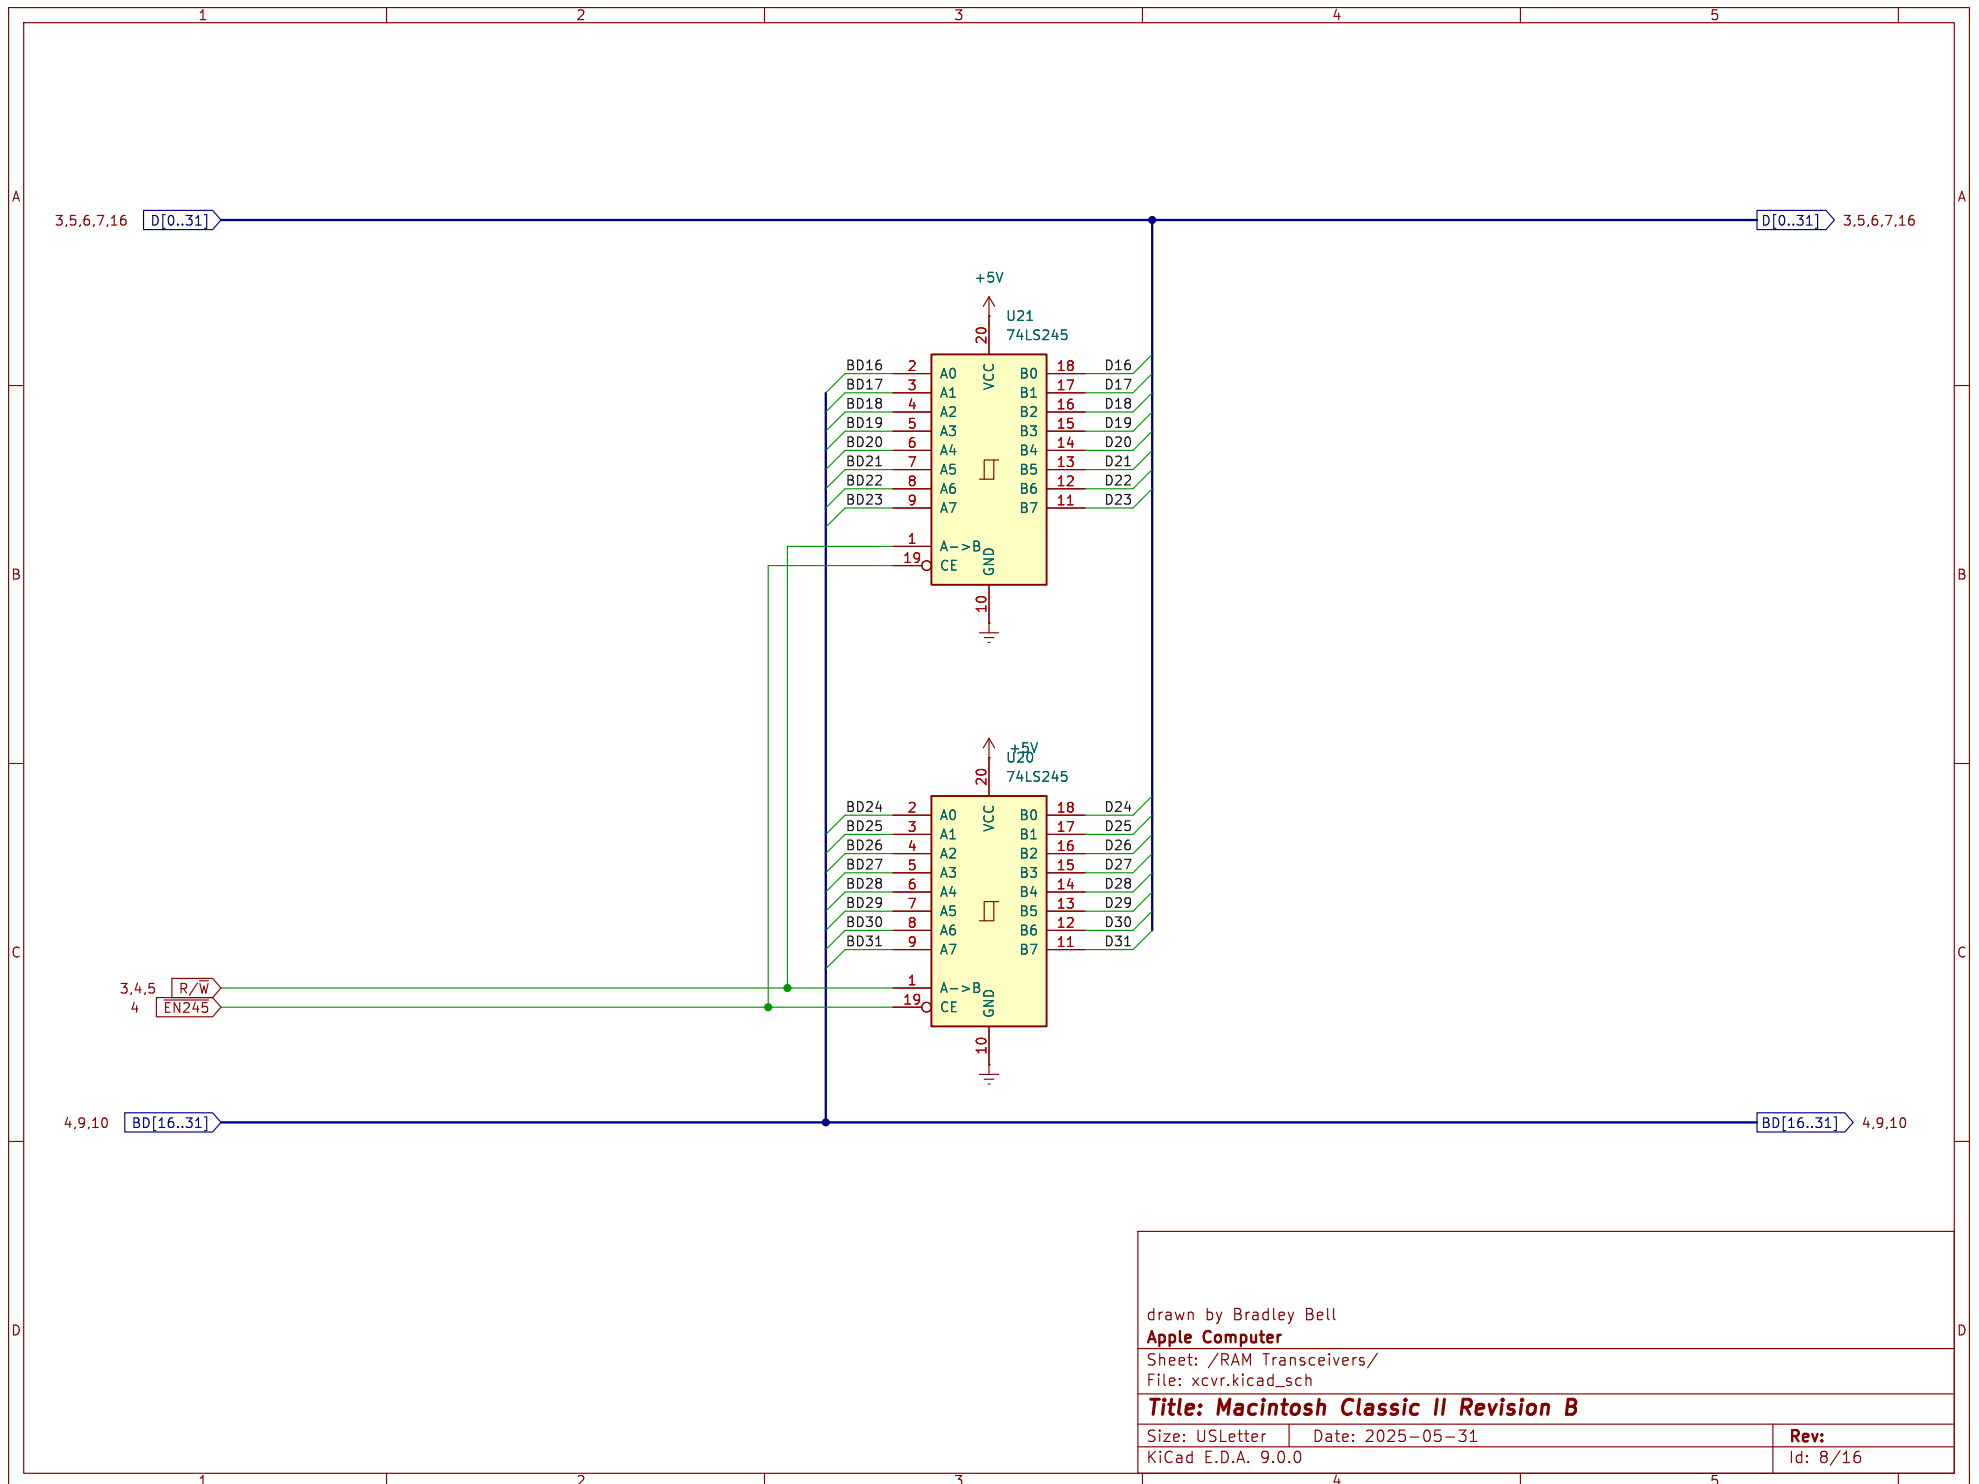 1 2 3 4 5
A A
3,5,6,7,16 D[0..31] D[0..31] 3,5,6,7,16
+5V
U21
74LS245
20
VCC
BD16 2 A0 B0 18 D16
BD17 3 A1 B1 17 D17
BD18 4 A2 B2 16 D18
BD19 5 A3 B3 15 D19
BD20 6 A4 B4 14 D20
BD21 7 A5 B5 13 D21
BD22 8 A6 B6 12 D22
BD23 9 A7 B7 11 D23
1 A->B
19 CE
GND
B B
10
+5V
U20
74LS245
20
VCC
BD24 2 A0 B0 18 D24
BD25 3 A1 B1 17 D25
BD26 4 A2 B2 16 D26
BD27 5 A3 B3 15 D27
BD28 6 A4 B4 14 D28
BD29 7 A5 B5 13 D29
BD30 8 A6 B6 12 D30
BD31 9 A7 B7 11 D31
C C
3,4,5 R/W̅ 1 A->B
4 E̅N̅2̅4̅5̅ 19 CE
GND
10
4,9,10 BD[16..31] BD[16..31] 4,9,10
drawn by Bradley Bell
D D
Apple Computer
Sheet: /RAM Transceivers/
File: xcvr.kicad_sch
Title: Macintosh Classic II Revision B
Size: USLetter Date: 2025-05-31 Rev:
KiCad E.D.A. 9.0.0 Id: 8/16
1 2 3 4 5